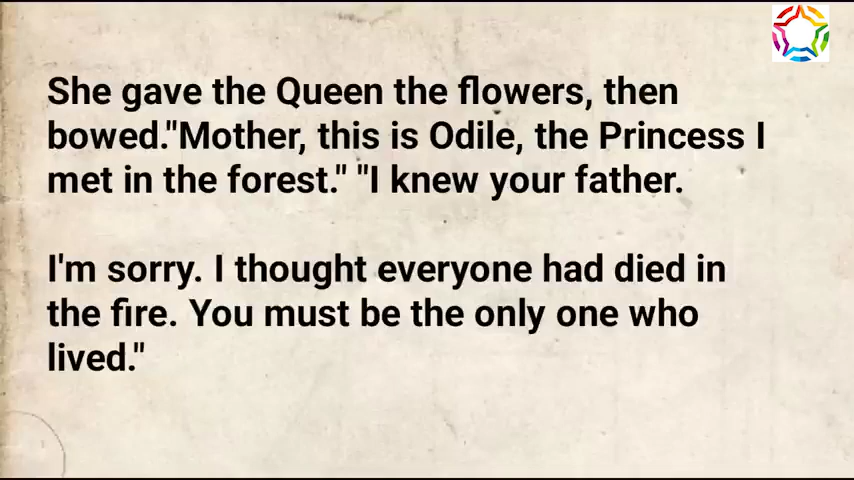 She gave the Queen the flowers, then
bowed."Mother, this is Odile, the Princess I
met in the forest." "I knew your father.
I'm sorry. I thought everyone had died in
the fire. You must be the only one who
lived."